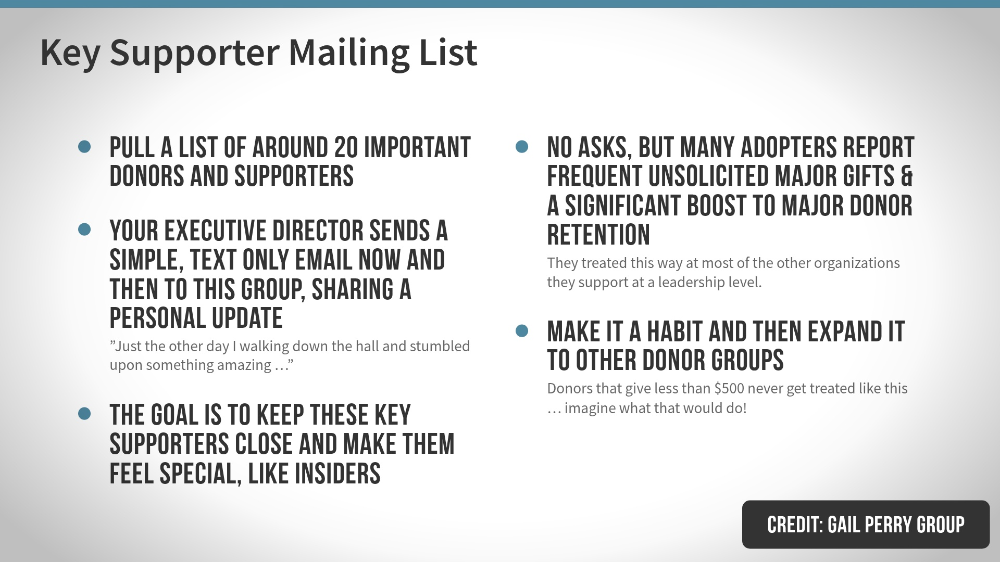 Key Supporter Mailing List
PULL A LIST OF AROUND 20 IMPORTANT
DONORS AND SUPPORTERS
YOUR EXECUTIVE DIRECTOR SENDS A
SIMPLE, TEXT ONLY EMAIL NOW AND
THEN TO THIS GROUP, SHARING A
PERSONAL UPDATE
”Just the other day I walking down the hall and stumbled
upon something amazing …”
THE GOAL IS TO KEEP THESE KEY
SUPPORTERS CLOSE AND MAKE THEM
FEEL SPECIAL, LIKE INSIDERS
NO ASKS, BUT MANY ADOPTERS REPORT
FREQUENT UNSOLICITED MAJOR GIFTS &
A SIGNIFICANT BOOST TO MAJOR DONOR
RETENTION
They treated this way at most of the other organizations
they support at a leadership level.
MAKE IT A HABIT AND THEN EXPAND IT
TO OTHER DONOR GROUPS
Donors that give less than $500 never get treated like this
… imagine what that would do!
CREDIT: GAIL PERRY GROUP